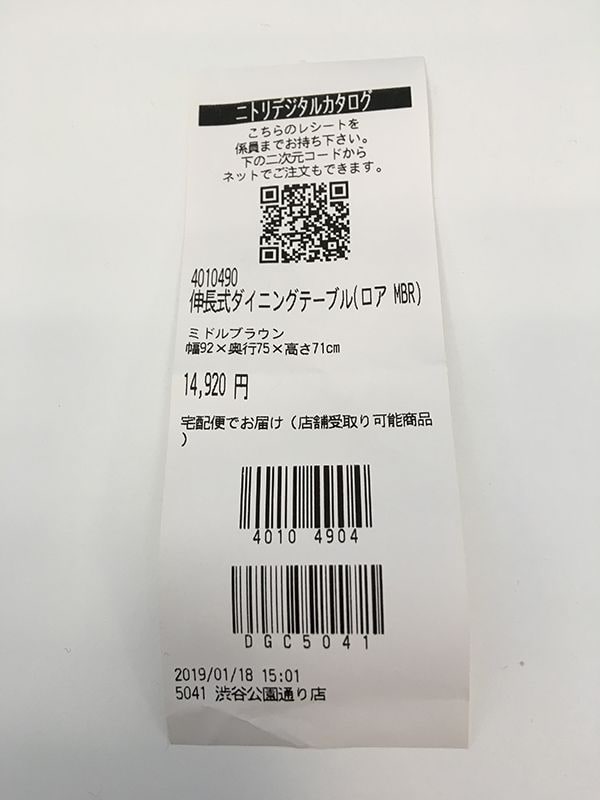 ニトリデジタルカタログ
こちらのレシートを
係員までお持ち下さい。
下の二次元コードから
ネットでご注文もできます。
4010490
伸長式ダイニングテーブル(ロア MBR)
ミドルブラウン
幅92×奥行75×高さ71cm
14,920 円
宅配便でお届け（店舗受取り可能商品
）
4010 4904
DGC5041
2019/01/18 15:01
5041 渋谷公園通り店